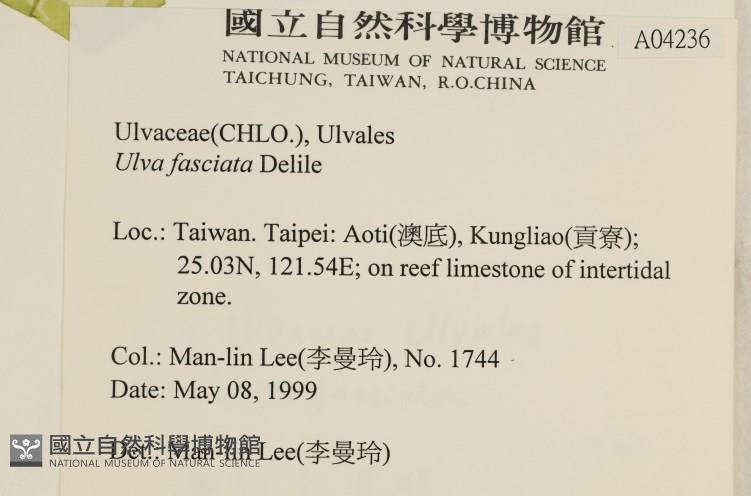 國立自然科學博物館
A04236
NATIONAL MUSEUM OF NATURAL SCIENCE
TAICHUNG, TAIWAN, R.O.CHINA
Ulvaceae(CHLO.), Ulvales
Ulva fasciata Delile
Loc.: Taiwan. Taipei: Aoti(澳底), Kungliao(貢寮);
25.03N, 121.54E; on reef limestone of intertidal
zone.
Col.: Man-lin Lee(李曼玲), No. 1744
Date: May 08, 1999
Det.: Man-lin Lee(李曼玲)
國立自然科學博物館
NATIONAL MUSEUM OF NATURAL SCIENCE